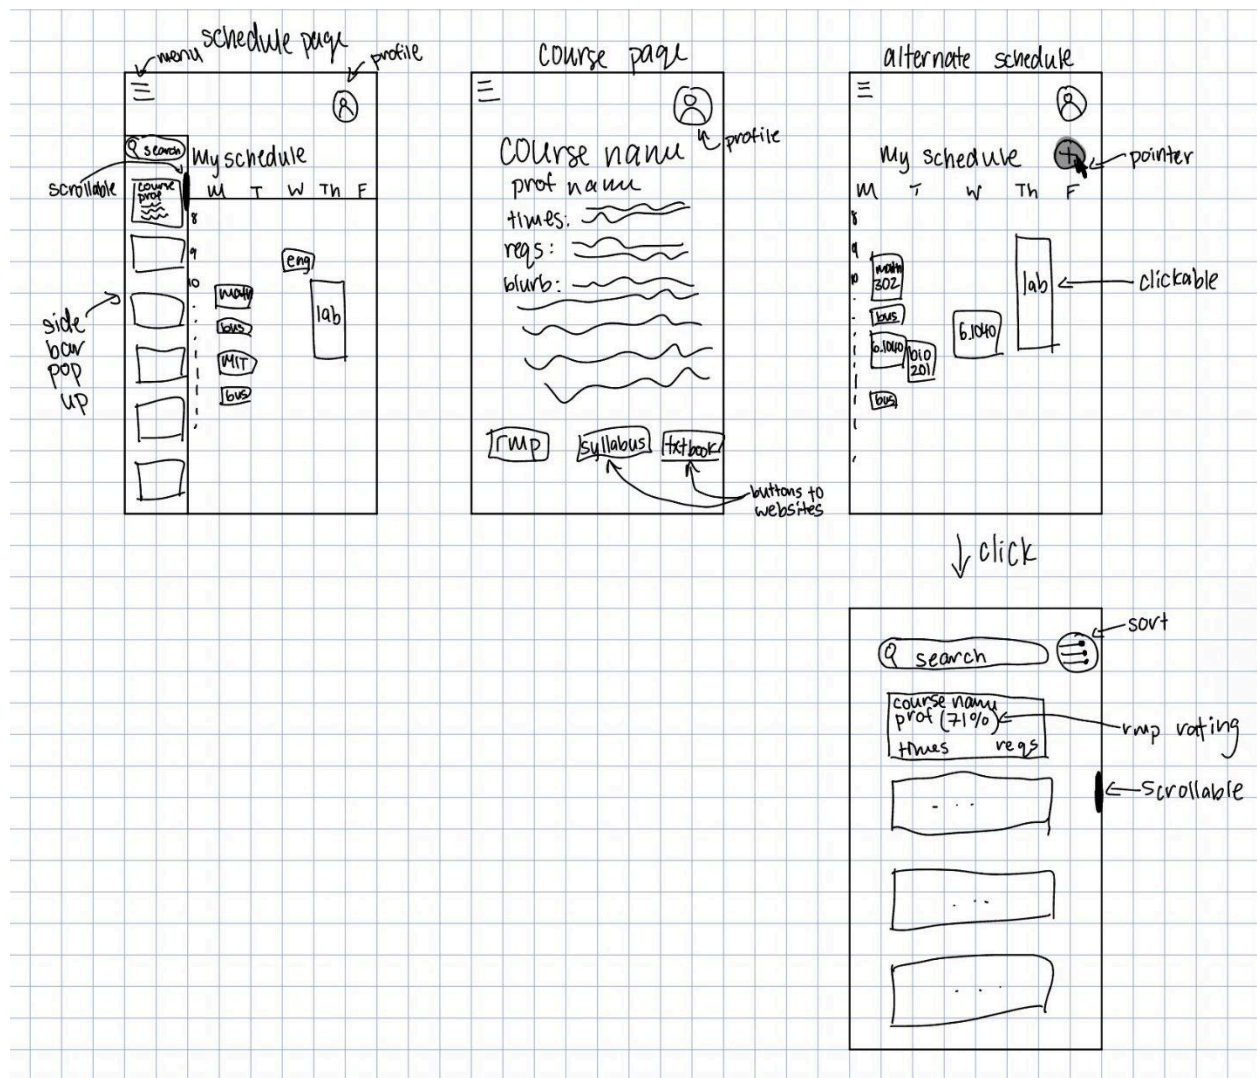 schedule page
menu
profile
search
My schedule
scrollable
M T W Th F
course
prof
8
9
10
eng
math
lab
bus
MIT
bus
side
bar
pop
up
course page
profile
course name
prof name
times:
reqs:
blurb:
rmp
syllabus
txtbook
buttons to
websites
alternate schedule
My schedule
+
pointer
M T W Th F
8
9
10
math
302
lab
clickable
bus
6.1040
6.1040
bio
201
bus
click
sort
search
course name
prof (71%)
rmp rating
times reqs
scrollable
...
...
...